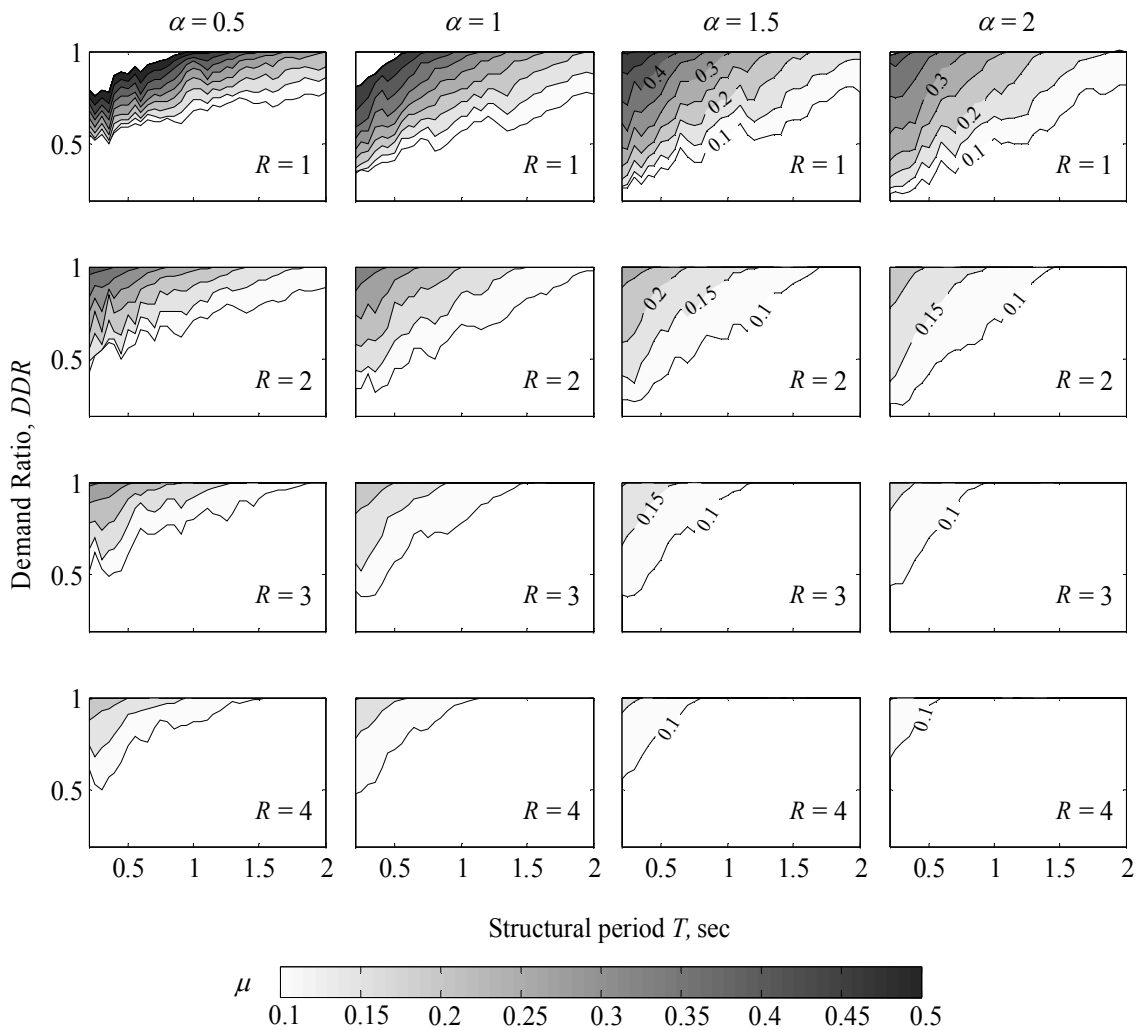 α = 0.5 α = 1 α = 1.5 α = 2
1
0.5
0.4
0.3
0.2
0.1
0.3
0.2
0.1
R = 1 R = 1 R = 1 R = 1
1
0.5
0.2
0.15
0.1
0.15
0.1
R = 2 R = 2 R = 2 R = 2
Demand Ratio, DDR
1
0.5
0.15
0.1
0.1
R = 3 R = 3 R = 3 R = 3
1
0.5
0.1
0.1
R = 4 R = 4 R = 4 R = 4
0.5 1 1.5 2 0.5 1 1.5 2 0.5 1 1.5 2 0.5 1 1.5 2
Structural period T, sec
μ
0.1 0.15 0.2 0.25 0.3 0.35 0.4 0.45 0.5